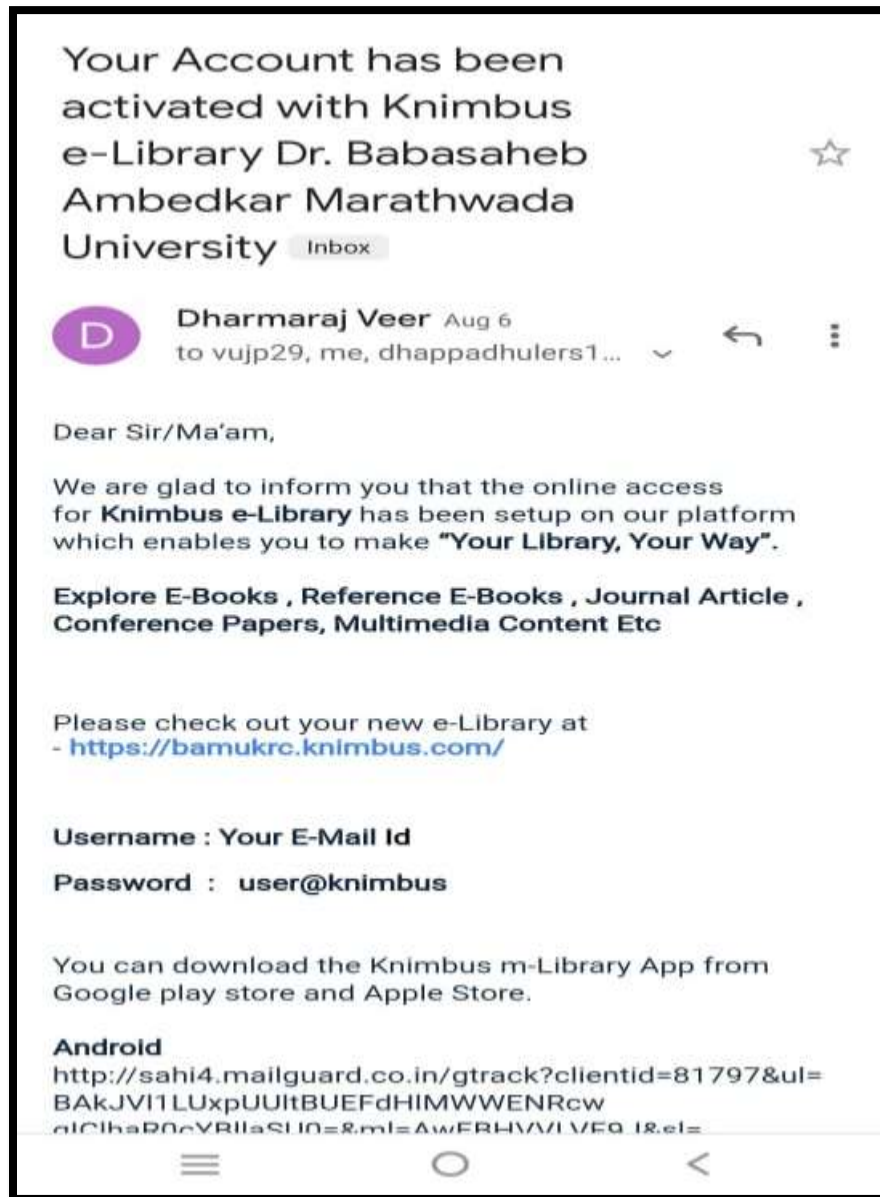 Your Account has been
activated with Knimbus
e-Library Dr. Babasaheb
Ambedkar Marathwada
University Inbox
D
Dharmaraj Veer Aug 6
to vujp29, me, dhappadhulers1...
Dear Sir/Ma'am,
We are glad to inform you that the online access
for Knimbus e-Library has been setup on our platform
which enables you to make "Your Library, Your Way".
Explore E-Books , Reference E-Books , Journal Article ,
Conference Papers, Multimedia Content Etc
Please check out your new e-Library at
- https://bamukrc.knimbus.com/
Username : Your E-Mail Id
Password : user@knimbus
You can download the Knimbus m-Library App from
Google play store and Apple Store.
Android
http://sahi4.mailguard.co.in/gtrack?clientid=81797&ul=